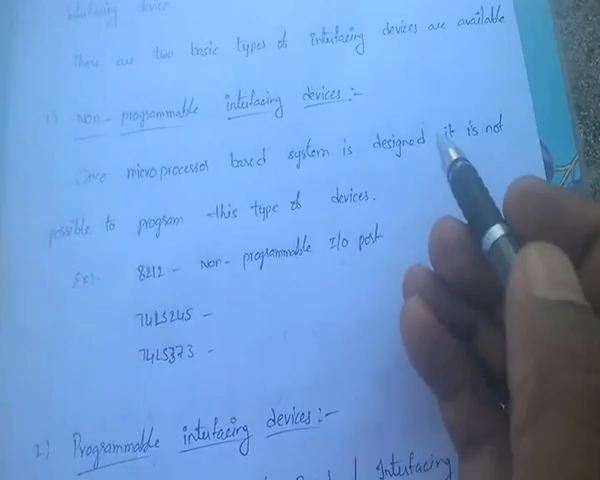 Interfacing device
There are two basic types of Interfacing devices are available
1) Non-programmable interfacing devices :-
Once microprocessor based system is designed it is not
possible to program this type of devices.
Ex:- 8212 - Non-programmable I/O port
74LS245 -
74LS373 -
2) Programmable interfacing devices :-
Interfacing